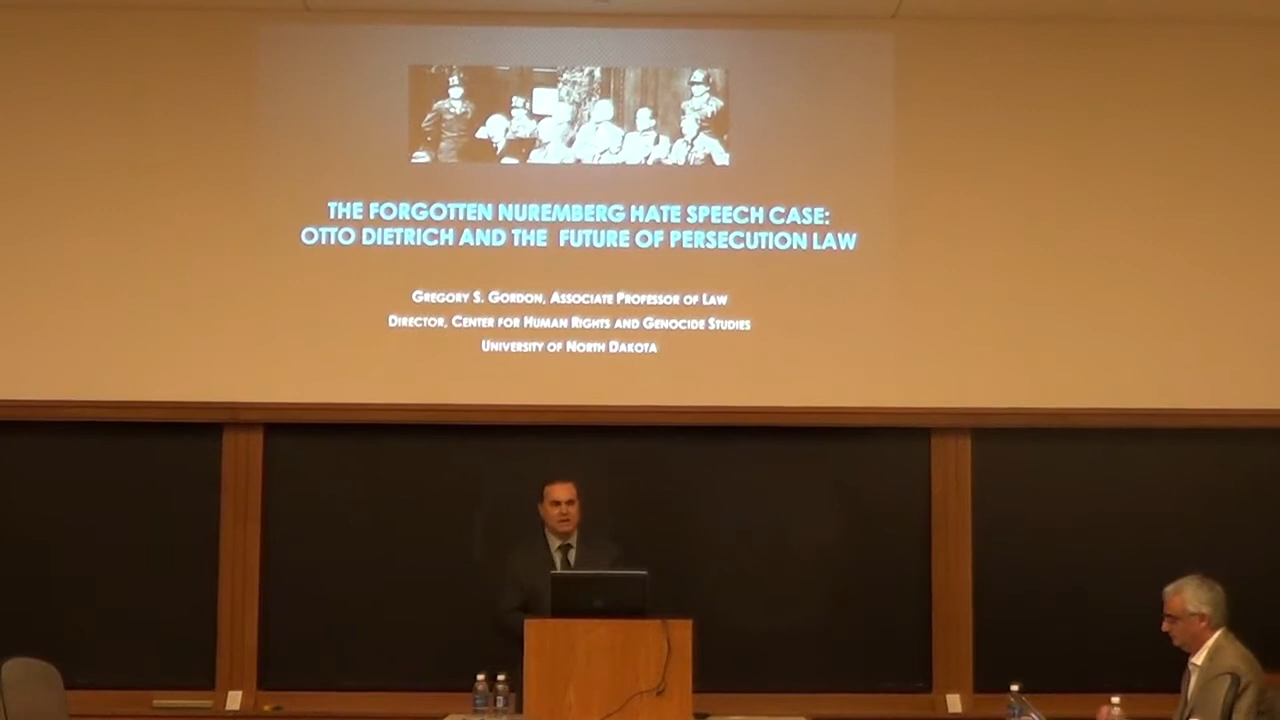 THE FORGOTTEN NUREMBERG HATE SPEECH CASE:
OTTO DIETRICH AND THE FUTURE OF PERSECUTION LAW
GREGORY S. GORDON, ASSOCIATE PROFESSOR OF LAW
DIRECTOR, CENTER FOR HUMAN RIGHTS AND GENOCIDE STUDIES
UNIVERSITY OF NORTH DAKOTA